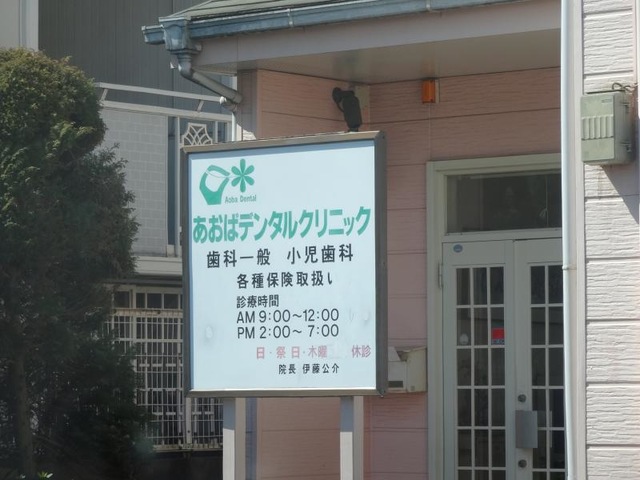 Aoba Dental
あおばデンタルクリニック
歯科一般 小児歯科
各種保険取扱い
診療時間
AM 9:00～12:00
PM 2:00～ 7:00
日・祭日・木曜 休診
院長 伊藤公介